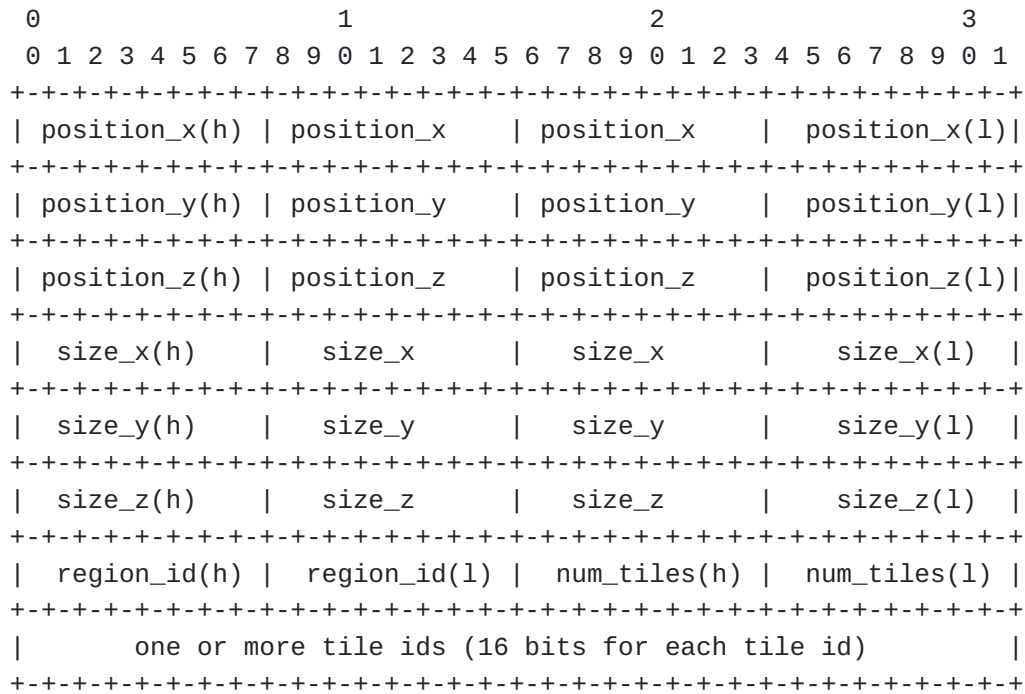 0                   1                   2                   3
 0 1 2 3 4 5 6 7 8 9 0 1 2 3 4 5 6 7 8 9 0 1 2 3 4 5 6 7 8 9 0 1
+-+-+-+-+-+-+-+-+-+-+-+-+-+-+-+-+-+-+-+-+-+-+-+-+-+-+-+-+-+-+-+-+
| position_x(h) | position_x    | position_x    |  position_x(l)|
+-+-+-+-+-+-+-+-+-+-+-+-+-+-+-+-+-+-+-+-+-+-+-+-+-+-+-+-+-+-+-+-+
| position_y(h) | position_y    | position_y    |  position_y(l)|
+-+-+-+-+-+-+-+-+-+-+-+-+-+-+-+-+-+-+-+-+-+-+-+-+-+-+-+-+-+-+-+-+
| position_z(h) | position_z    | position_z    |  position_z(l)|
+-+-+-+-+-+-+-+-+-+-+-+-+-+-+-+-+-+-+-+-+-+-+-+-+-+-+-+-+-+-+-+-+
|  size_x(h)    |   size_x      |   size_x      |    size_x(l)  |
+-+-+-+-+-+-+-+-+-+-+-+-+-+-+-+-+-+-+-+-+-+-+-+-+-+-+-+-+-+-+-+-+
|  size_y(h)    |   size_y      |   size_y      |    size_y(l)  |
+-+-+-+-+-+-+-+-+-+-+-+-+-+-+-+-+-+-+-+-+-+-+-+-+-+-+-+-+-+-+-+-+
|  size_z(h)    |   size_z      |   size_z      |    size_z(l)  |
+-+-+-+-+-+-+-+-+-+-+-+-+-+-+-+-+-+-+-+-+-+-+-+-+-+-+-+-+-+-+-+-+
|  region_id(h) |  region_id(l) |  num_tiles(h) |  num_tiles(l) |
+-+-+-+-+-+-+-+-+-+-+-+-+-+-+-+-+-+-+-+-+-+-+-+-+-+-+-+-+-+-+-+-+
|       one or more tile ids (16 bits for each tile id)         |
+-+-+-+-+-+-+-+-+-+-+-+-+-+-+-+-+-+-+-+-+-+-+-+-+-+-+-+-+-+-+-+-+